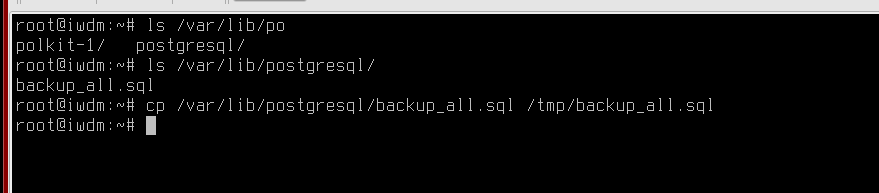 root@iwdm:~# ls /var/lib/po
polkit-1/   postgresql/
root@iwdm:~# ls /var/lib/postgresql/
backup_all.sql
root@iwdm:~# cp /var/lib/postgresql/backup_all.sql /tmp/backup_all.sql
root@iwdm:~#